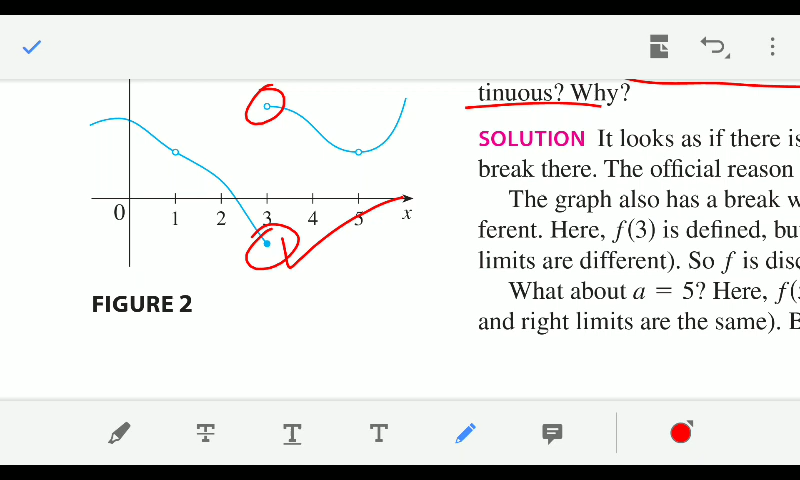 tinuous? Why?
SOLUTION It looks as if there is
break there. The official reason
The graph also has a break w
ferent. Here, f(3) is defined, bu
limits are different). So f is disc
What about a = 5? Here, f(
and right limits are the same). B
0 1 2 3 4 5 x
FIGURE 2
T T T